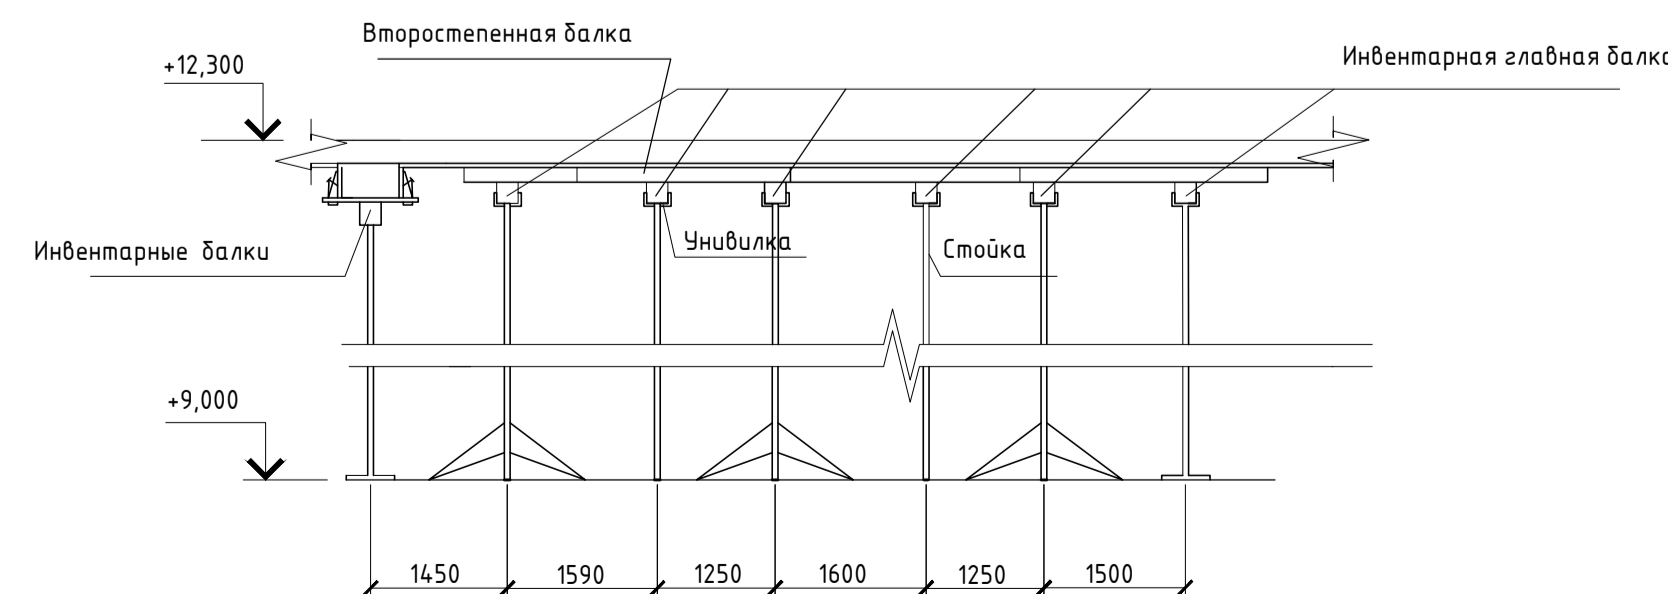 Второстепенная балка
+12,300
Инвентарная главная балка
Инвентарные балки
Унивилка
Стойка
+9,000
1450
1590
1250
1600
1250
1500